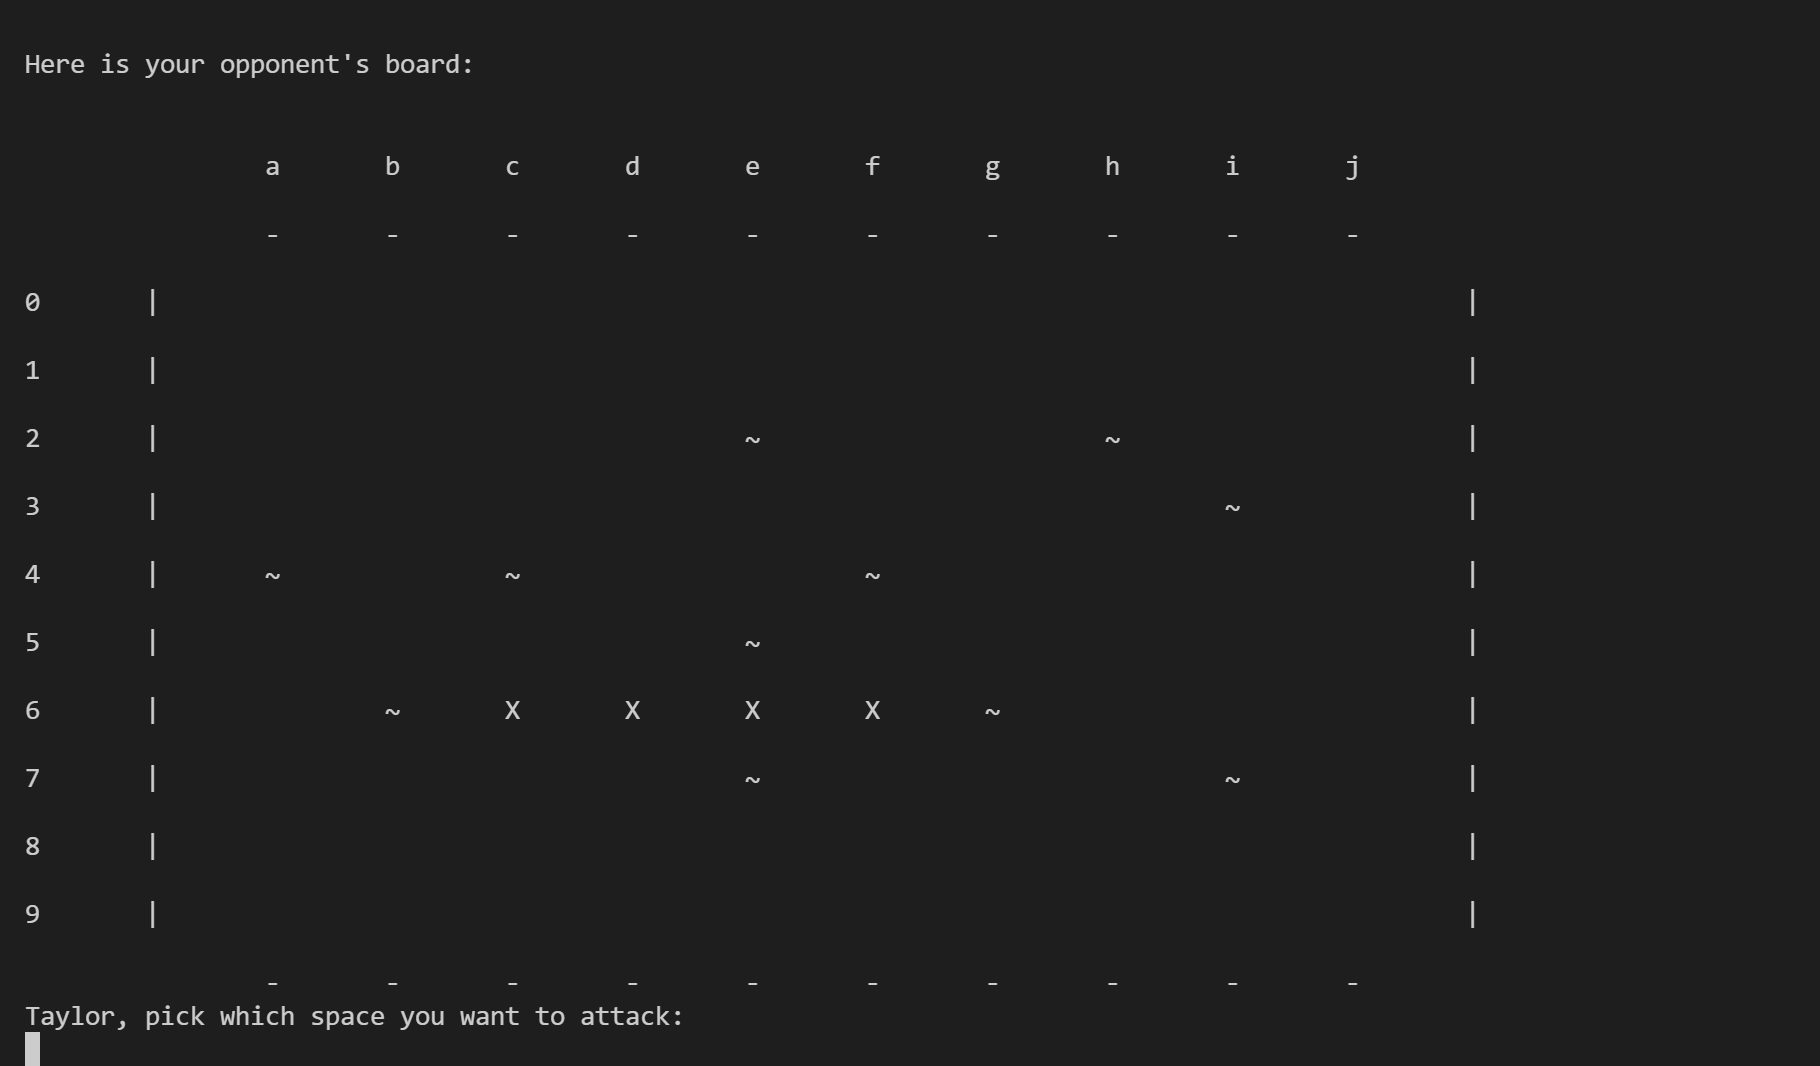 Here is your opponent's board:
a b c d e f g h i j
- - - - - - - - - -
0 | |
1 | |
2 | ~ ~ |
3 | ~ |
4 | ~ ~ ~ |
5 | ~ |
6 | ~ X X X X ~ |
7 | ~ ~ |
8 | |
9 | |
- - - - - - - - - -
Taylor, pick which space you want to attack: